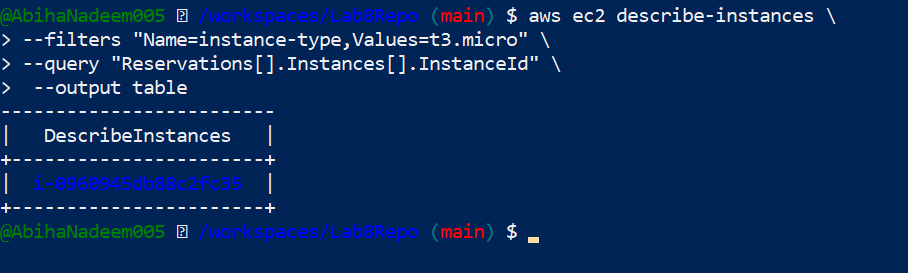 @AbihaNadeem005 /workspaces/Lab8Repo (main) $ aws ec2 describe-instances \
> --filters "Name=instance-type,Values=t3.micro" \
> --query "Reservations[].Instances[].InstanceId" \
>  --output table
-------------------------
|   DescribeInstances   |
+-----------------------+
|  i-0960945db88c2fc35  |
+-----------------------+
@AbihaNadeem005 /workspaces/Lab8Repo (main) $